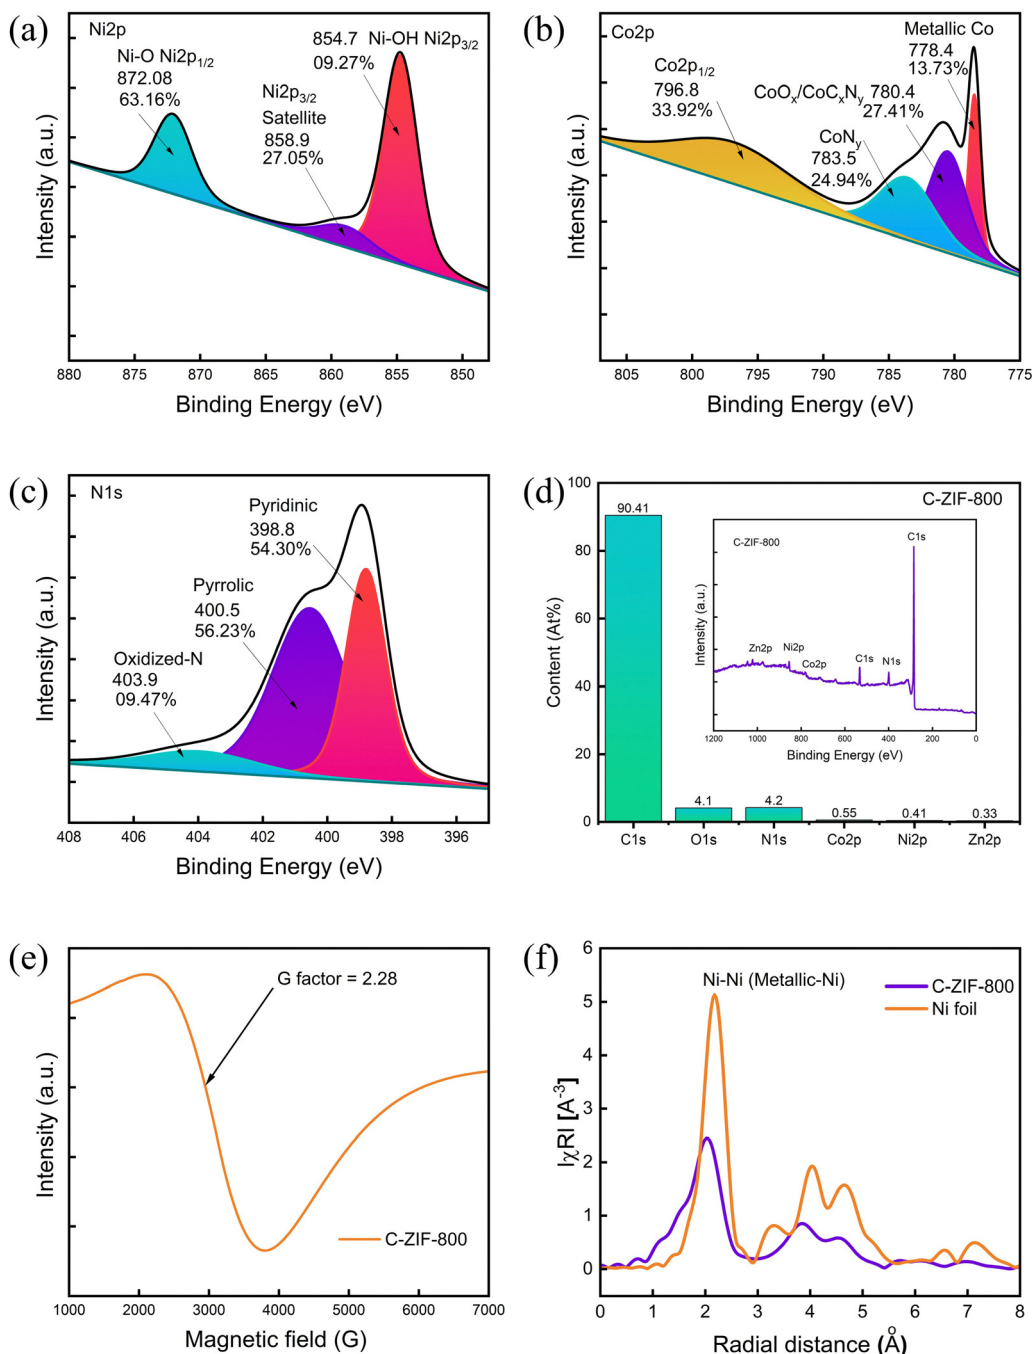 (a)
Ni2p
Ni-O Ni2p1/2
872.08
63.16%
Ni2p3/2
Satellite
858.9
27.05%
854.7 Ni-OH Ni2p3/2
09.27%
Intensity (a.u.)
880 875 870 865 860 855 850
Binding Energy (eV)
(b)
Co2p
Co2p1/2
796.8
33.92%
CoOx/CoCxNy 780.4
27.41%
CoNy
783.5
24.94%
Metallic Co
778.4
13.73%
Intensity (a.u.)
805 800 795 790 785 780 775
Binding Energy (eV)
(c)
N1s
Pyridinic
398.8
54.30%
Pyrrolic
400.5
56.23%
Oxidized-N
403.9
09.47%
Intensity (a.u.)
408 406 404 402 400 398 396
Binding Energy (eV)
(d)
C-ZIF-800
Content (At%)
100
80
60
40
20
0
90.41
4.1
4.2
0.55
0.41
0.33
C1s O1s N1s Co2p Ni2p Zn2p
C-ZIF-800
C1s
Zn2p
Ni2p
Co2p
C1s
N1s
Intensity (a.u.)
1200 1000 800 600 400 200 0
Binding Energy (eV)
(e)
G factor = 2.28
C-ZIF-800
Intensity (a.u.)
1000 2000 3000 4000 5000 6000 7000
Magnetic field (G)
(f)
Ni-Ni (Metallic-Ni)
C-ZIF-800
Ni foil
IχRI [A-3]
6
5
4
3
2
1
0
0 1 2 3 4 5 6 7 8
Radial distance (Å)